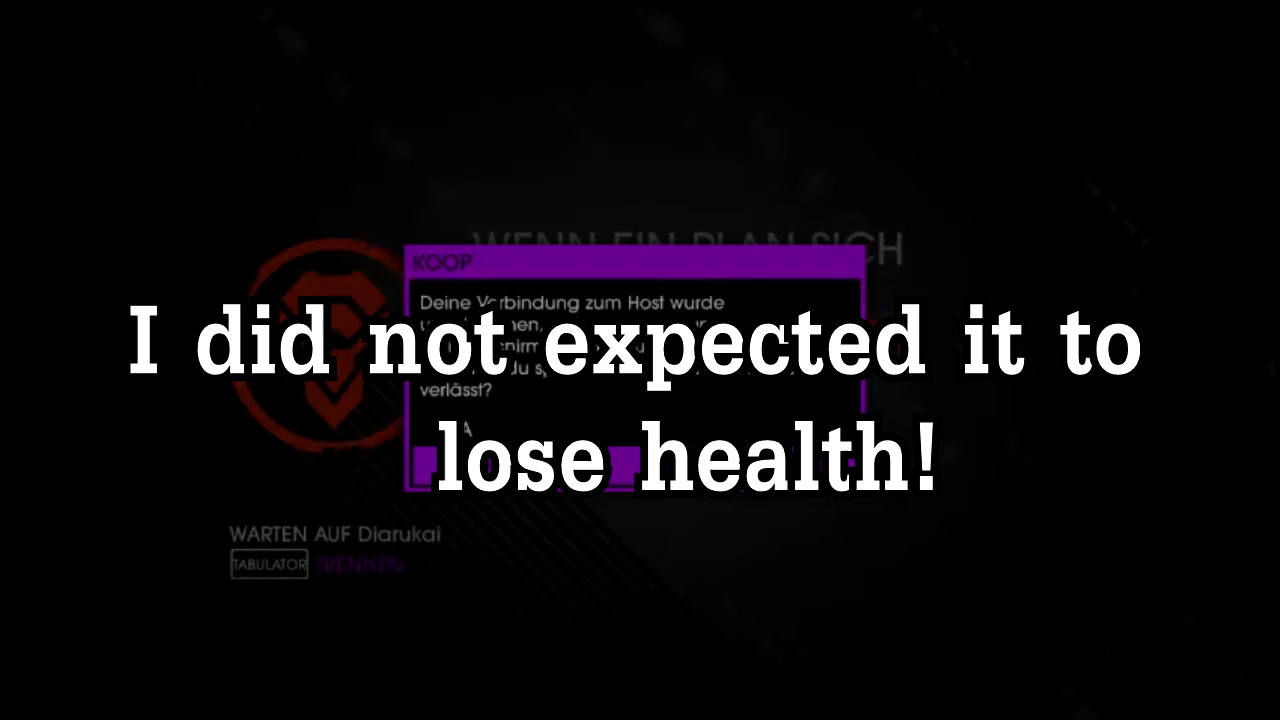 WENN EIN PLAN SICH
KOOP
Deine Verbindung zum Host wurde
I did not expected it to
verlässt?
lose health!
WARTEN AUF Diarukai
TABULATOR TRENNEN